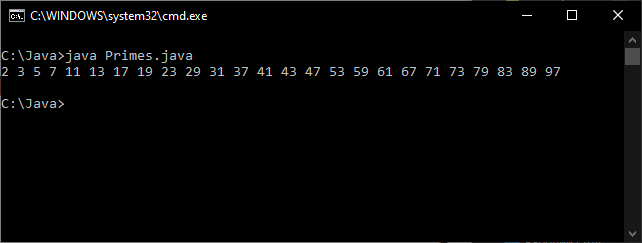 C:\WINDOWS\system32\cmd.exe
C:\Java>java Primes.java
2 3 5 7 11 13 17 19 23 29 31 37 41 43 47 53 59 61 67 71 73 79 83 89 97
C:\Java>